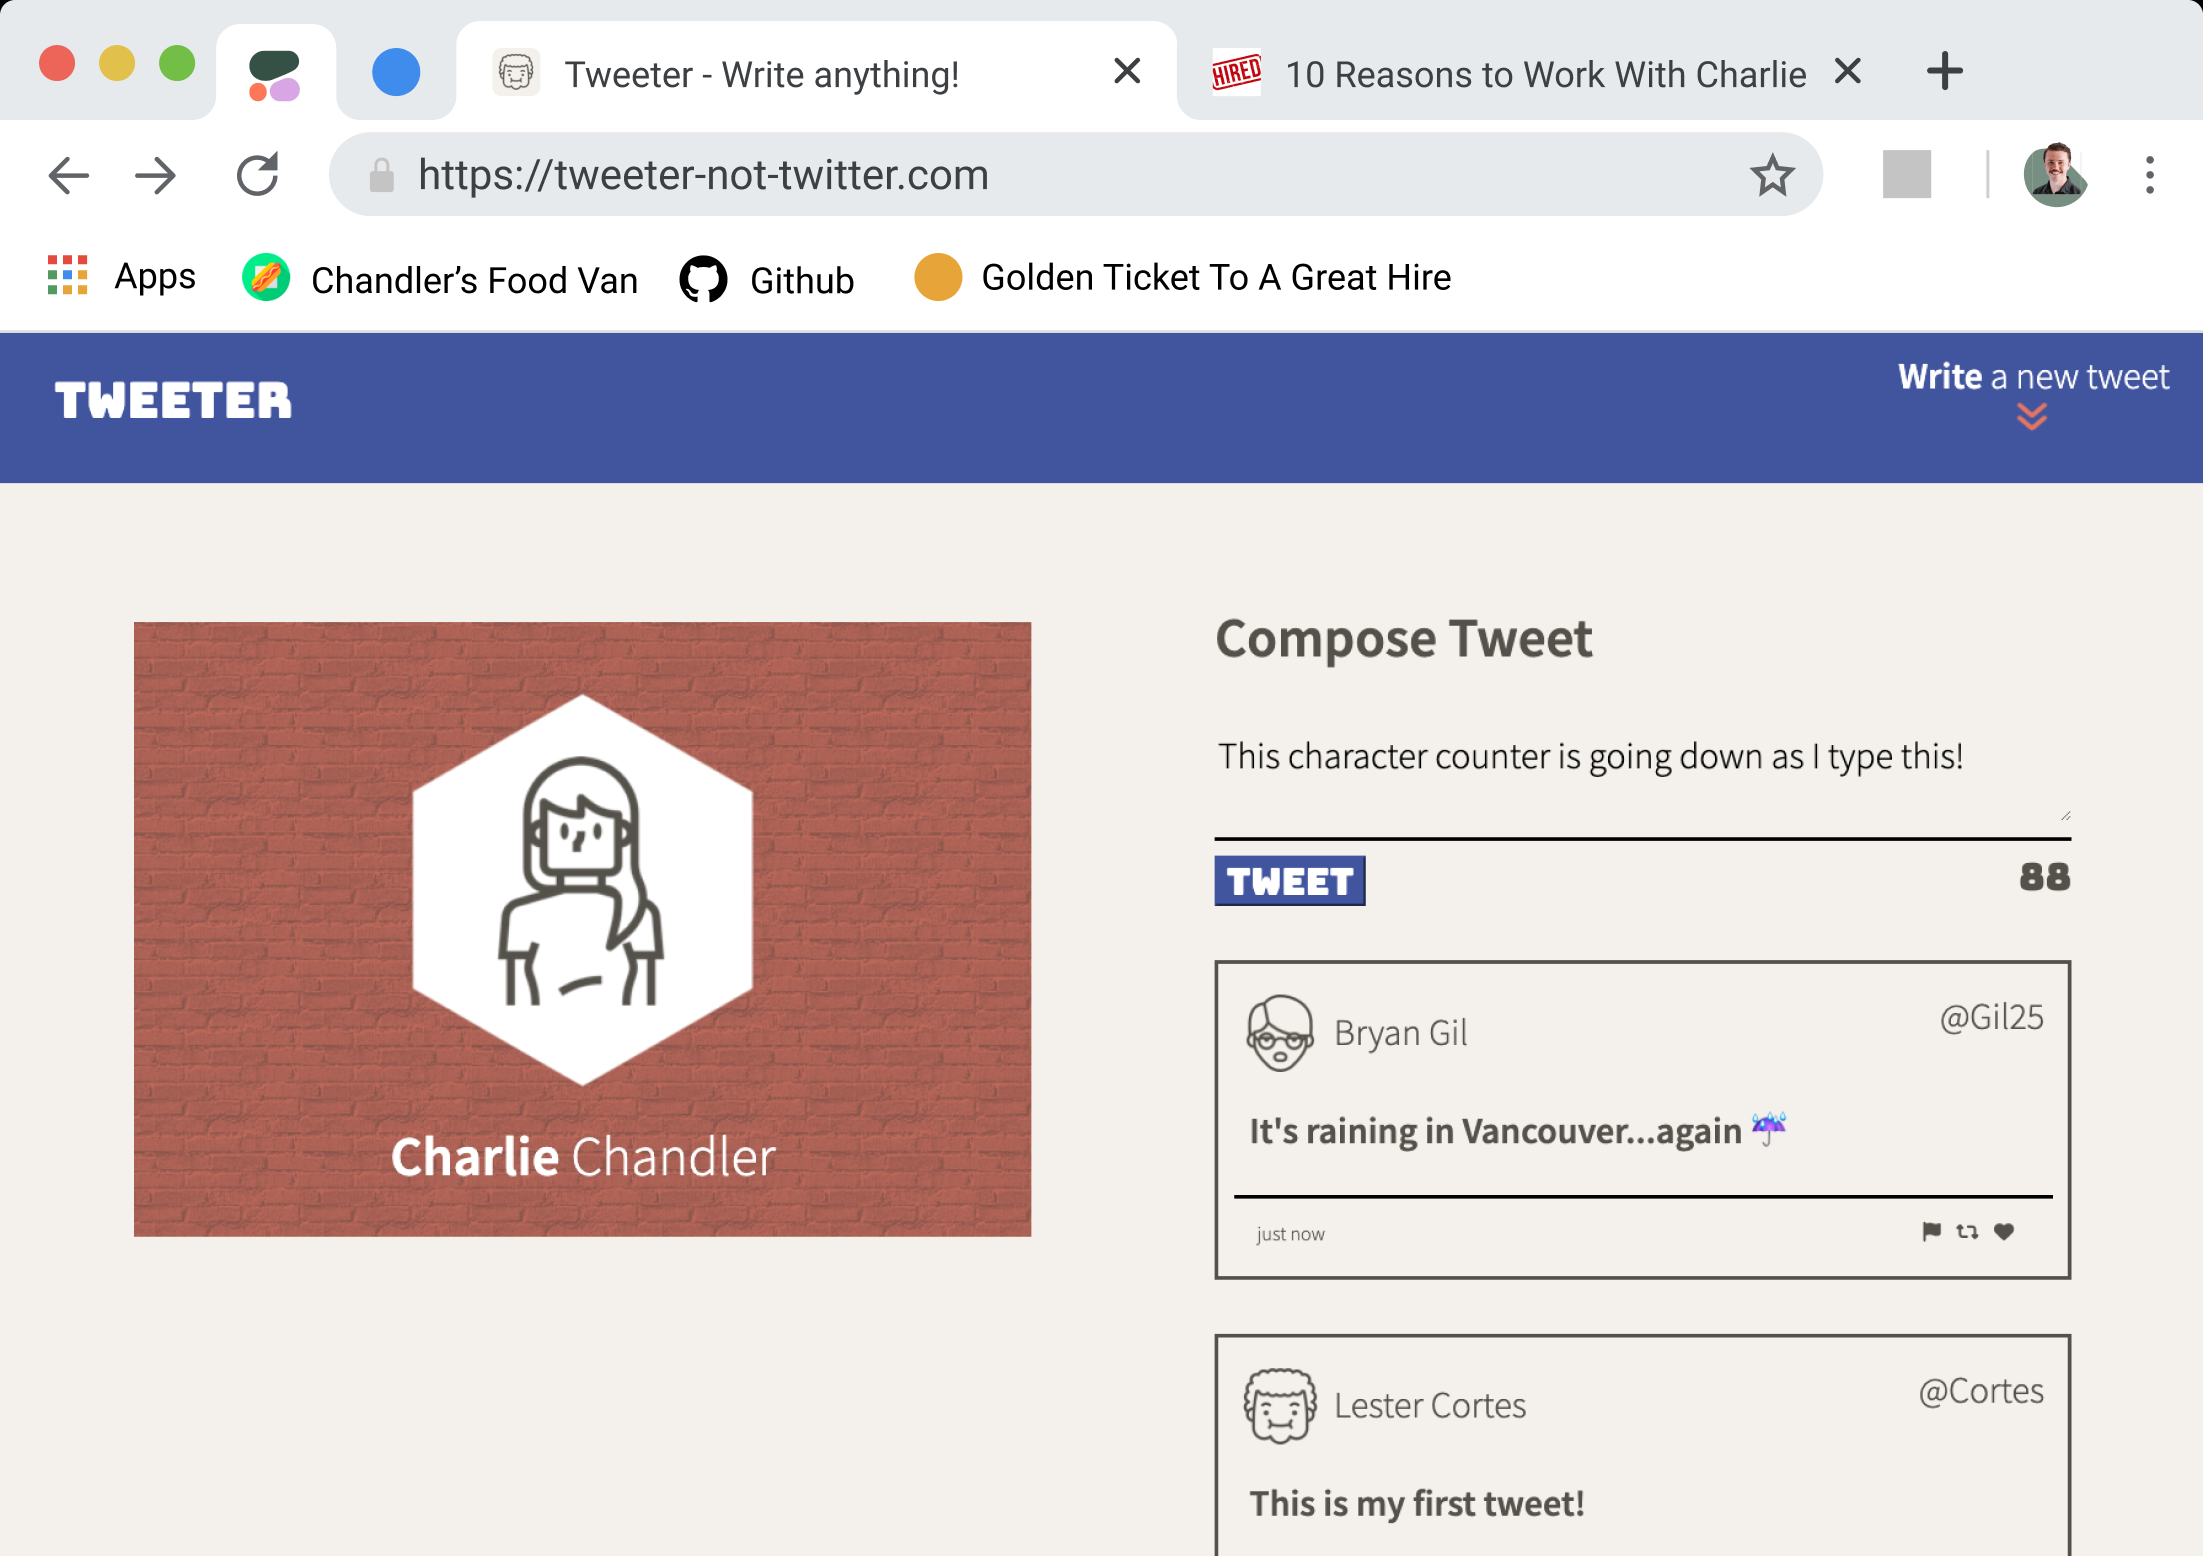 Tweeter - Write anything!
HIRED
10 Reasons to Work With Charlie
https://tweeter-not-twitter.com
Apps
Chandler’s Food Van
Github
Golden Ticket To A Great Hire
TWEETER
Write a new tweet
Charlie Chandler
Compose Tweet
This character counter is going down as I type this!
TWEET
88
Bryan Gil
@Gil25
It's raining in Vancouver...again ☔
just now
Lester Cortes
@Cortes
This is my first tweet!